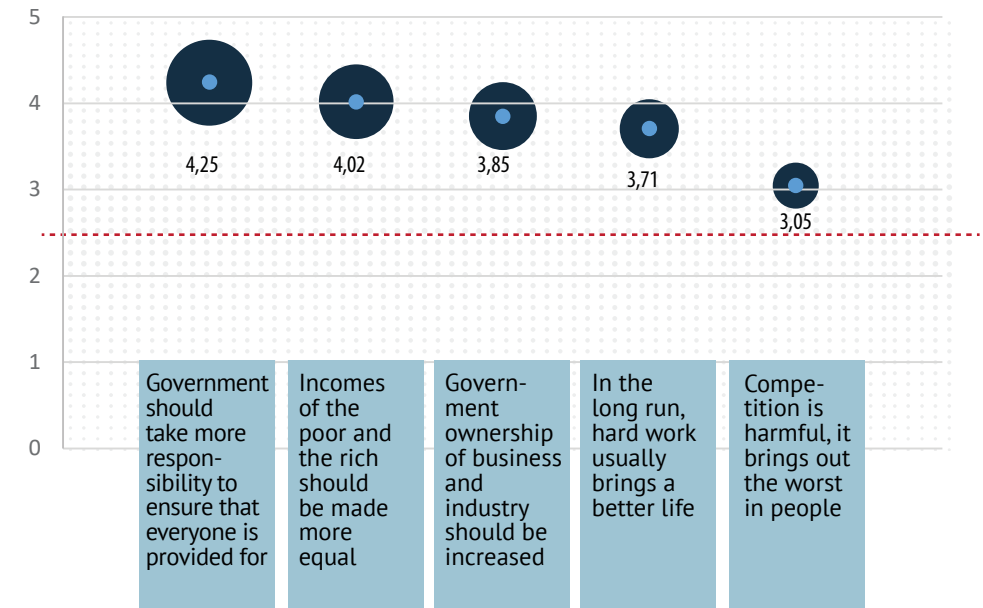 5
4
3
2
1
0
4,25
4,02
3,85
3,71
3,05
Government
should
take more
respon-
sibility to
ensure that
everyone is
provided for
Incomes
of the
poor and
the rich
should
be made
more
equal
Govern-
ment
ownership
of business
and
industry
should be
increased
In the
long run,
hard work
usually
brings a
better life
Compe-
tition is
harmful, it
brings out
the worst
in people